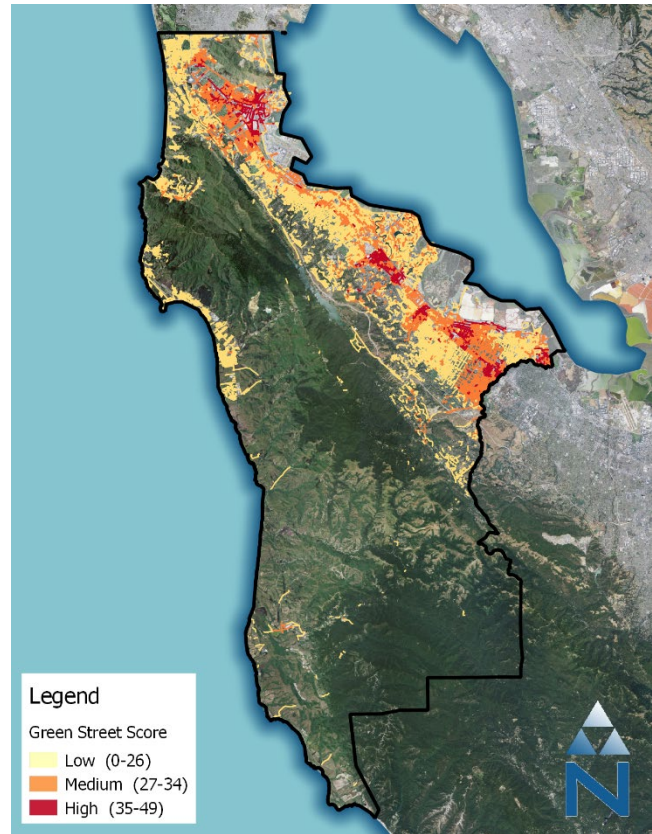 Legend
Green Street Score
Low (0-26)
Medium (27-34)
High (35-49)
N